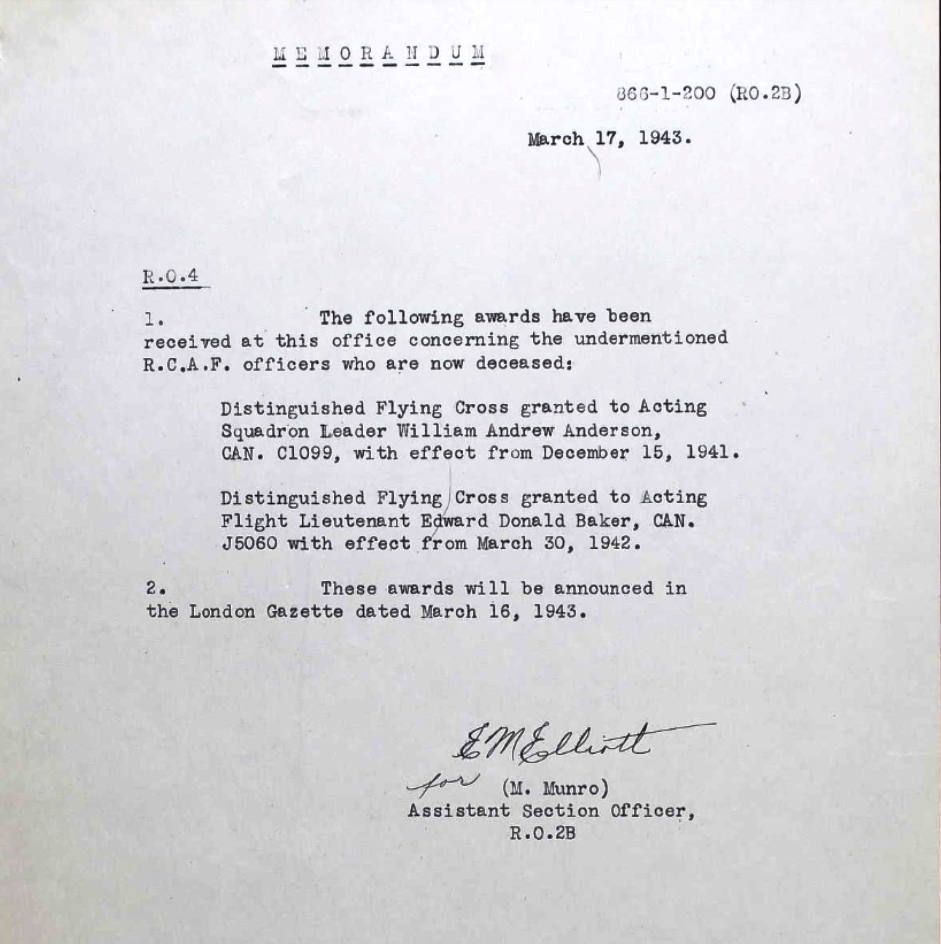 M E M O R A N D U M
866-1-200 (RO.2B)
March 17, 1943.
R.O.4
1. The following awards have been
received at this office concerning the undermentioned
R.C.A.F. officers who are now deceased:
Distinguished Flying Cross granted to Acting
Squadron Leader William Andrew Anderson,
CAN. C1099, with effect from December 15, 1941.
Distinguished Flying Cross granted to Acting
Flight Lieutenant Edward Donald Baker, CAN.
J5060 with effect from March 30, 1942.
2. These awards will be announced in
the London Gazette dated March 16, 1943.
EMElliott
for (M. Munro)
Assistant Section Officer,
R.O.2B